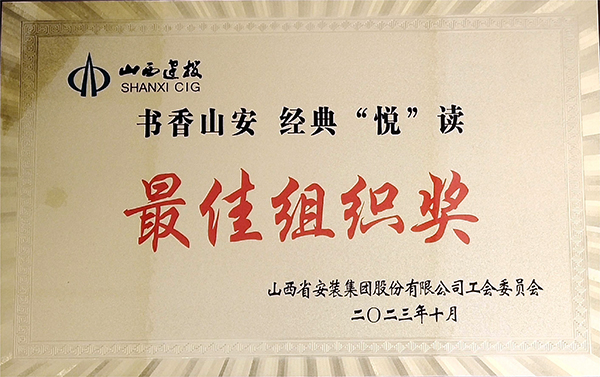 山西建投
SHANXI CIG
书香山安 经典“悦”读
最佳组织奖
山西省安装集团股份有限公司工会委员会
二〇二三年十月